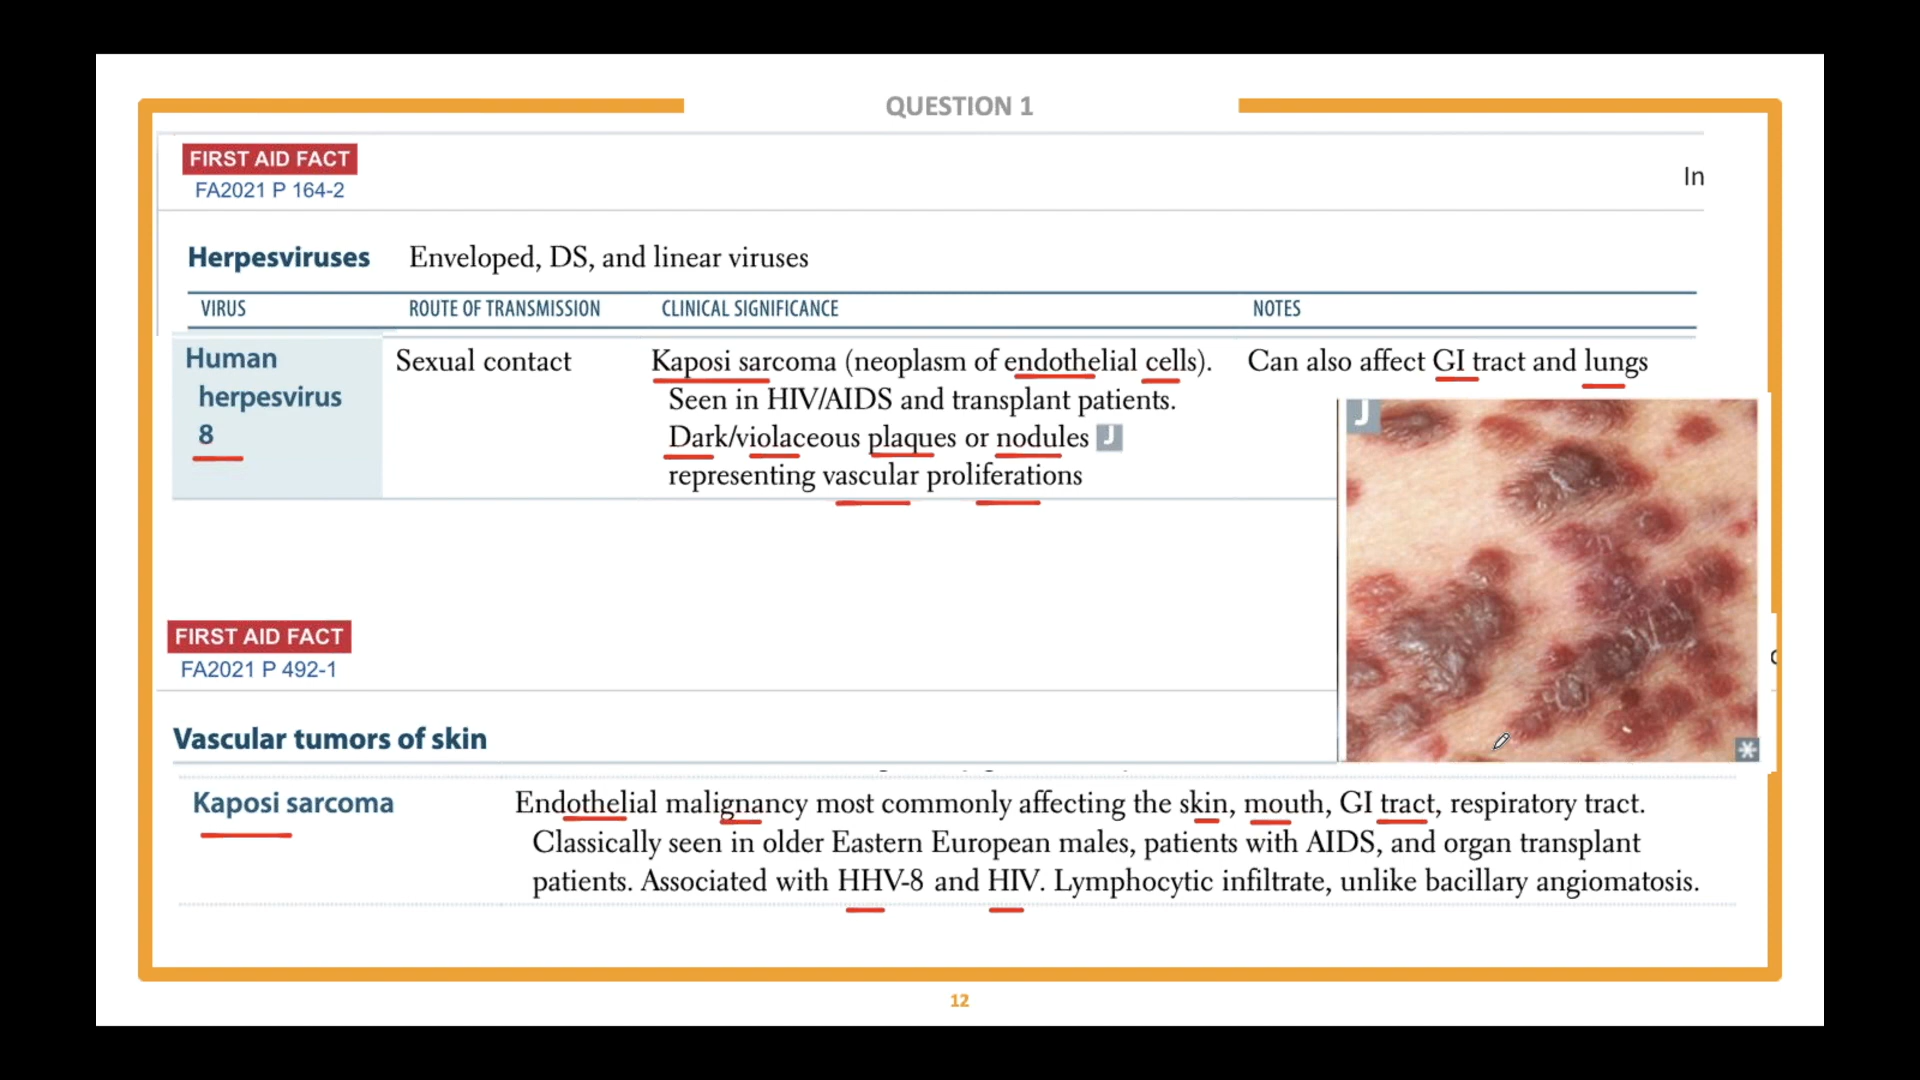 QUESTION 1
FIRST AID FACT
FA2021 P 164-2
In
Herpesviruses Enveloped, DS, and linear viruses
VIRUS ROUTE OF TRANSMISSION CLINICAL SIGNIFICANCE NOTES
Human herpesvirus 8
Sexual contact
Kaposi sarcoma (neoplasm of endothelial cells).
Seen in HIV/AIDS and transplant patients.
Dark/violaceous plaques or nodules J
representing vascular proliferations
Can also affect GI tract and lungs
J
FIRST AID FACT
FA2021 P 492-1
Vascular tumors of skin
Kaposi sarcoma
Endothelial malignancy most commonly affecting the skin, mouth, GI tract, respiratory tract.
Classically seen in older Eastern European males, patients with AIDS, and organ transplant
patients. Associated with HHV-8 and HIV. Lymphocytic infiltrate, unlike bacillary angiomatosis.
12